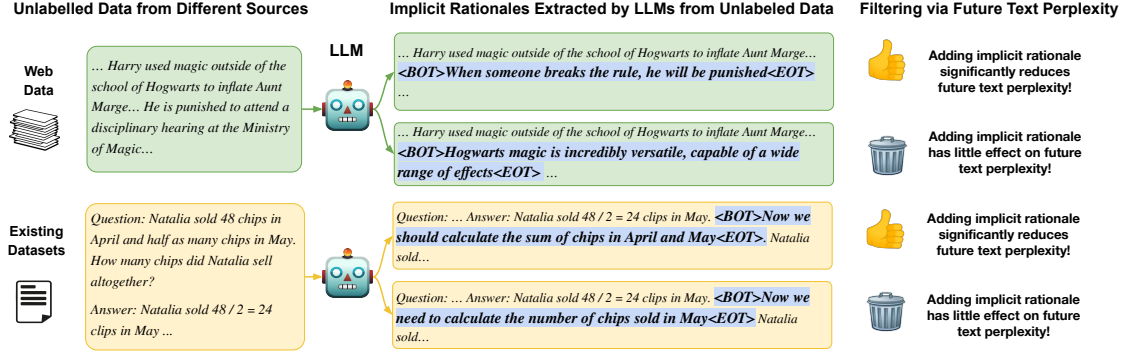 Unlabelled Data from Different Sources
Implicit Rationales Extracted by LLMs from Unlabeled Data
Filtering via Future Text Perplexity
Web
Data
... Harry used magic outside of the
school of Hogwarts to inflate Aunt
Marge... He is punished to attend a
disciplinary hearing at the Ministry
of Magic...
LLM
... Harry used magic outside of the school of Hogwarts to inflate Aunt Marge...
<BOT>When someone breaks the rule, he will be punished<EOT>
...
Adding implicit rationale
significantly reduces
future text perplexity!
... Harry used magic outside of the school of Hogwarts to inflate Aunt Marge...
<BOT>Hogwarts magic is incredibly versatile, capable of a wide
range of effects<EOT> ...
Adding implicit rationale
has little effect on future
text perplexity!
Existing
Datasets
Question: Natalia sold 48 chips in
April and half as many chips in May.
How many chips did Natalia sell
altogether?
Answer: Natalia sold 48 / 2 = 24
clips in May ...
Question: ... Answer: Natalia sold 48 / 2 = 24 clips in May. <BOT>Now we
should calculate the sum of chips in April and May<EOT>. Natalia
sold...
Adding implicit rationale
significantly reduces
future text perplexity!
Question: ... Answer: Natalia sold 48 / 2 = 24 clips in May. <BOT>Now we
need to calculate the number of chips sold in May<EOT> Natalia
sold...
Adding implicit rationale
has little effect on future
text perplexity!